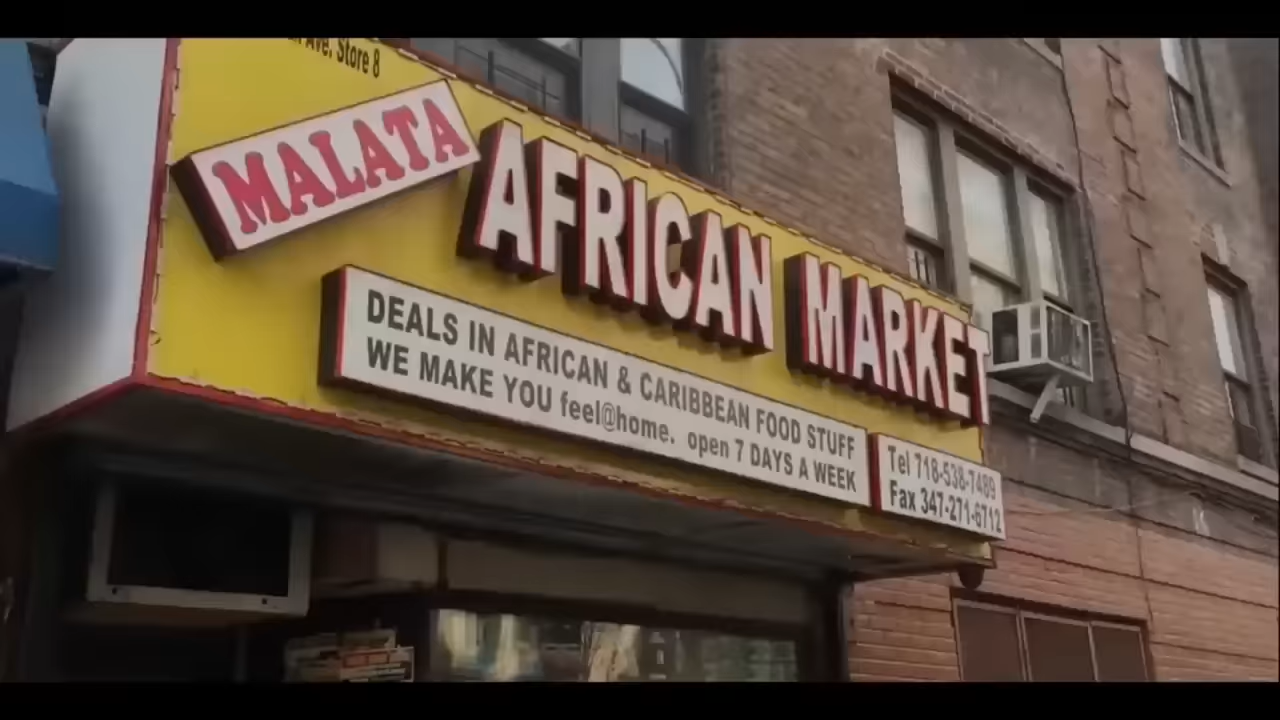 Ave. Store 8
MALATA
AFRICAN MARKET
DEALS IN AFRICAN & CARIBBEAN FOOD STUFF
WE MAKE YOU feel@home. open 7 DAYS A WEEK
Tel 718-538-7489
Fax 347-271-6712